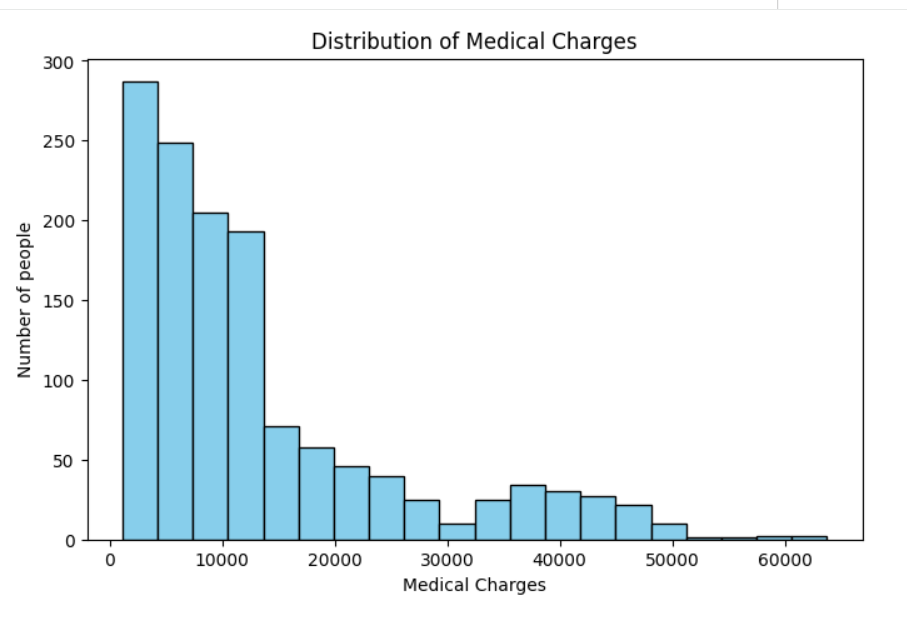 Distribution of Medical Charges
300
250
200
150
100
50
0
Number of people
0 10000 20000 30000 40000 50000 60000
Medical Charges